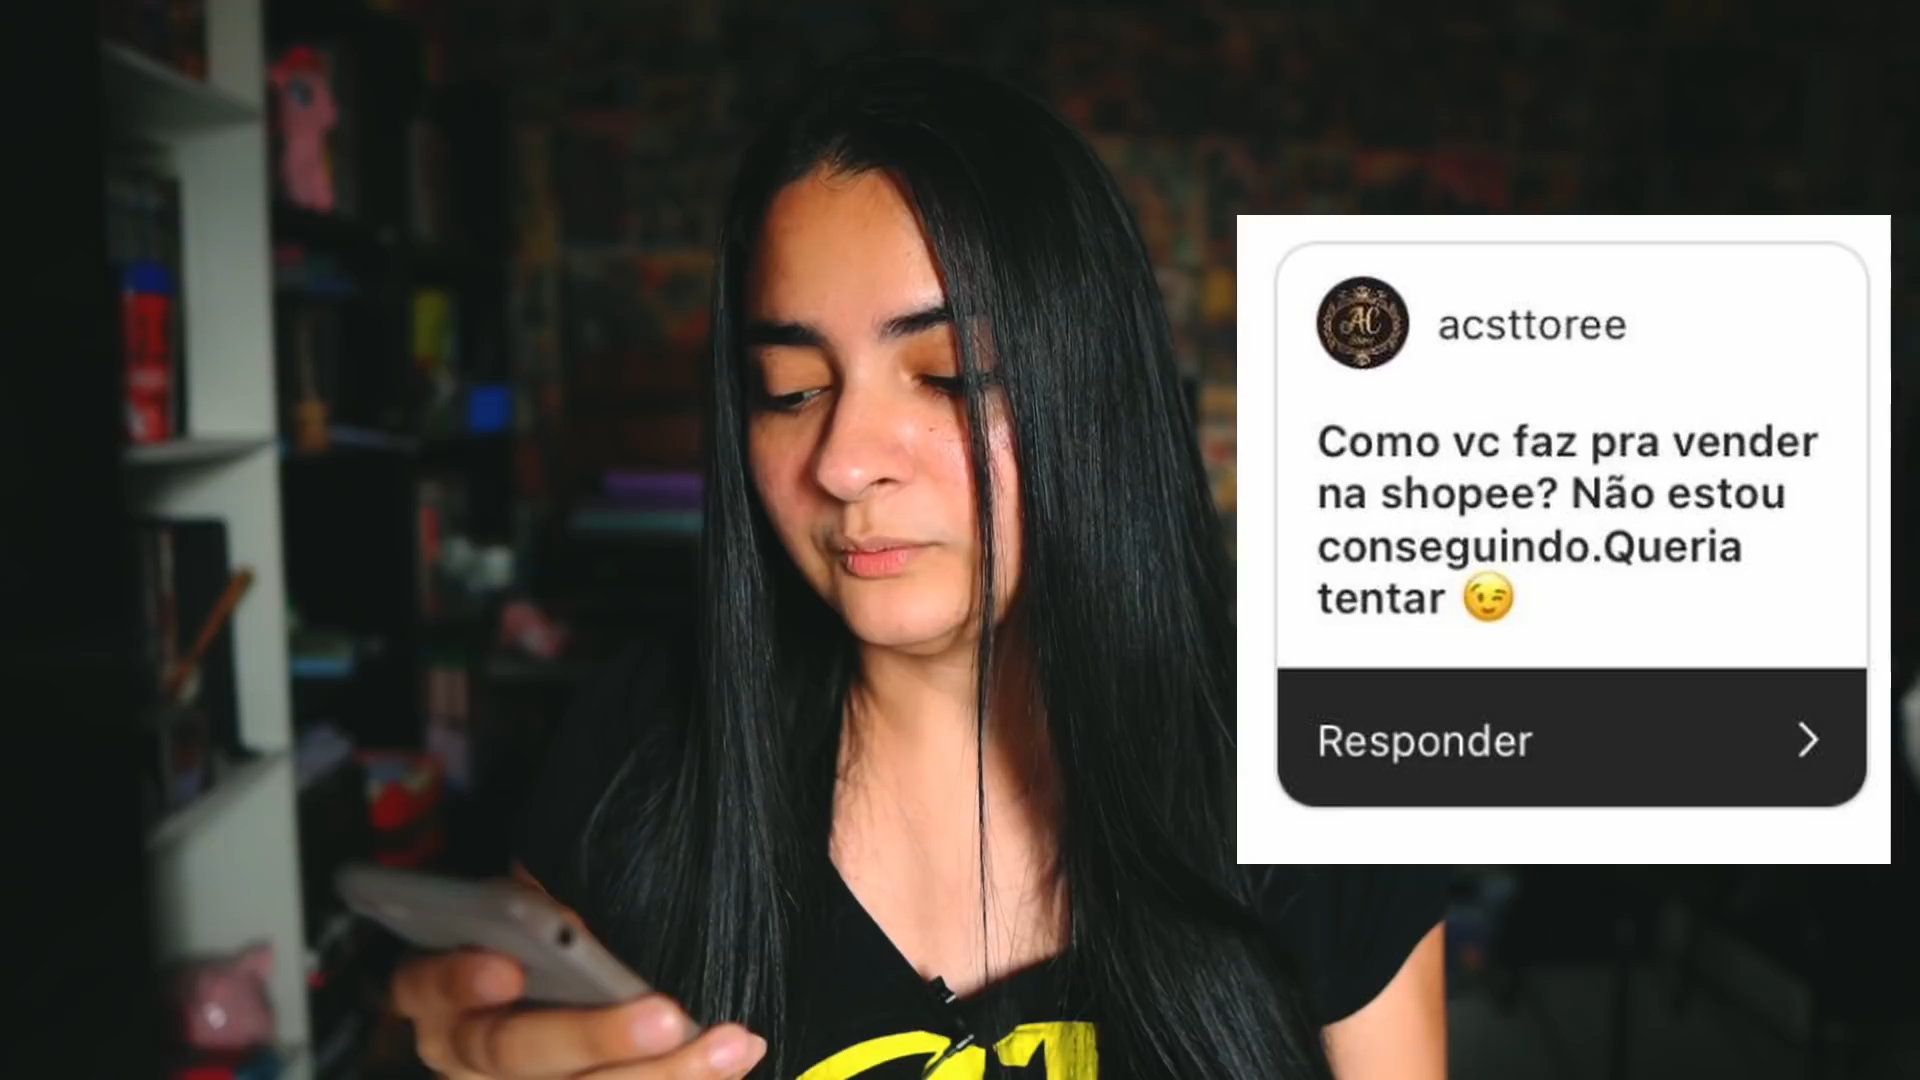 acsttoree
Como vc faz pra vender
na shopee? Não estou
conseguindo.Queria
tentar 😉
Responder